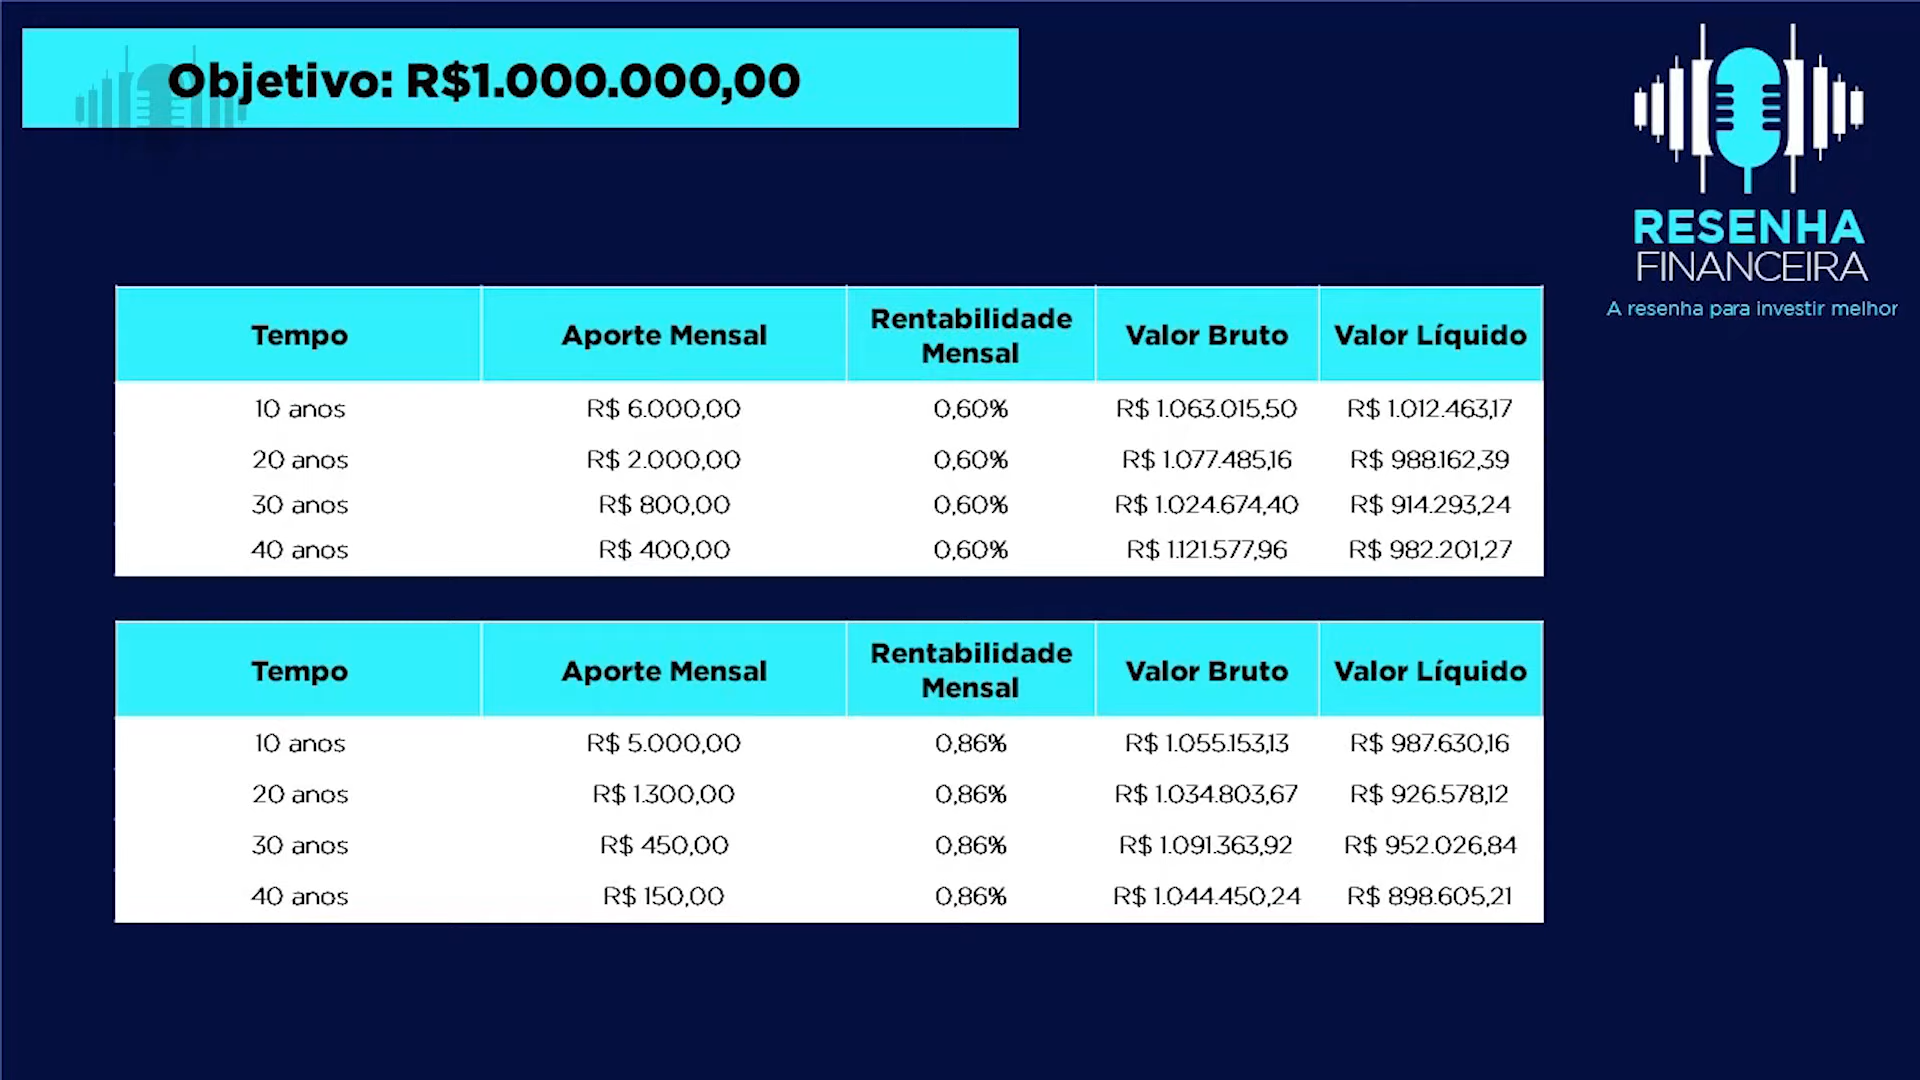 Objetivo: R$1.000.000,00
RESENHA
FINANCEIRA
A resenha para investir melhor
Tempo Aporte Mensal Rentabilidade Mensal Valor Bruto Valor Líquido
10 anos R$ 6.000,00 0,60% R$ 1.063.015,50 R$ 1.012.463,17
20 anos R$ 2.000,00 0,60% R$ 1.077.485,16 R$ 988.162,39
30 anos R$ 800,00 0,60% R$ 1.024.674,40 R$ 914.293,24
40 anos R$ 400,00 0,60% R$ 1.121.577,96 R$ 982.201,27
Tempo Aporte Mensal Rentabilidade Mensal Valor Bruto Valor Líquido
10 anos R$ 5.000,00 0,86% R$ 1.055.153,13 R$ 987.630,16
20 anos R$ 1.300,00 0,86% R$ 1.034.803,67 R$ 926.578,12
30 anos R$ 450,00 0,86% R$ 1.091.363,92 R$ 952.026,84
40 anos R$ 150,00 0,86% R$ 1.044.450,24 R$ 898.605,21